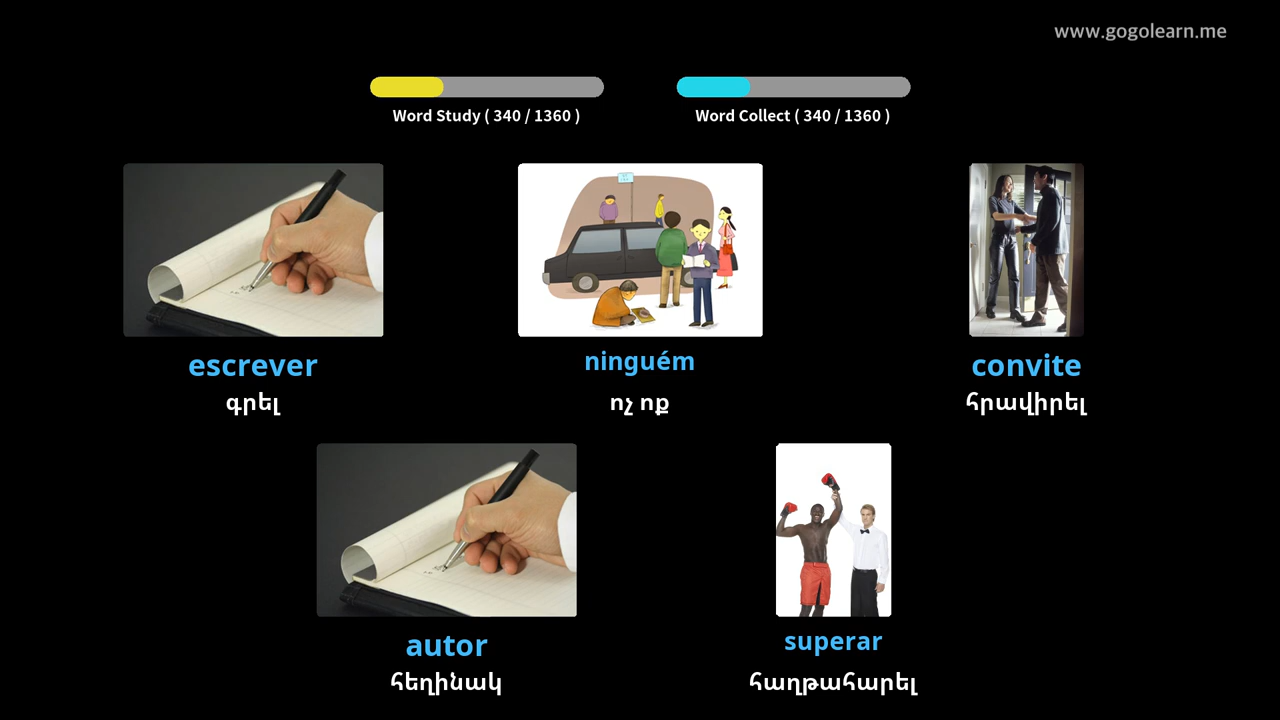 www.gogolearn.me
Word Study ( 340 / 1360 )
Word Collect ( 340 / 1360 )
escrever
գրել
ninguém
ոչ ոք
convite
հրավիրել
autor
հեղինակ
superar
հաղթահարել